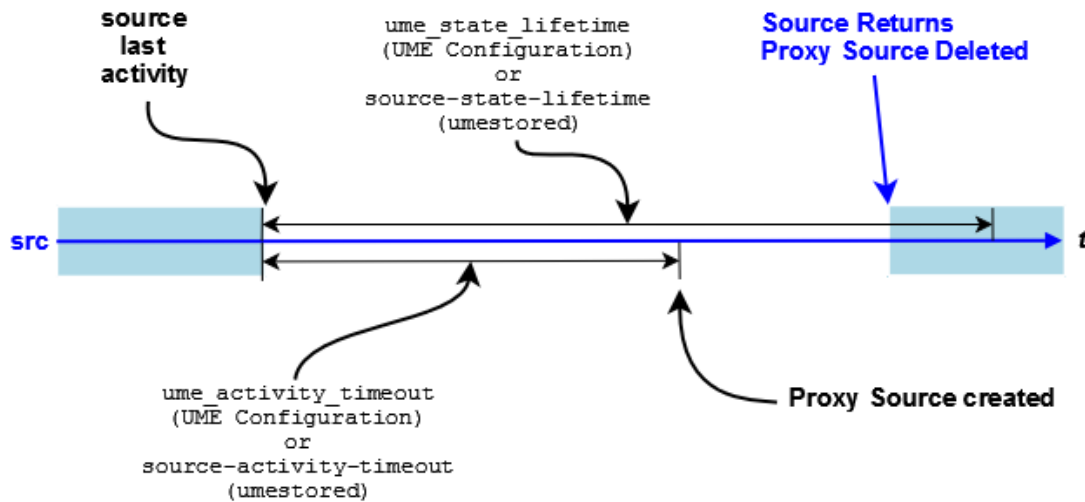 source
last
activity
ume_state_lifetime
(UME Configuration)
or
source-state-lifetime
(umestored)
Source Returns
Proxy Source Deleted
src
t
ume_activity_timeout
(UME Configuration)
or
source-activity-timeout
(umestored)
Proxy Source created